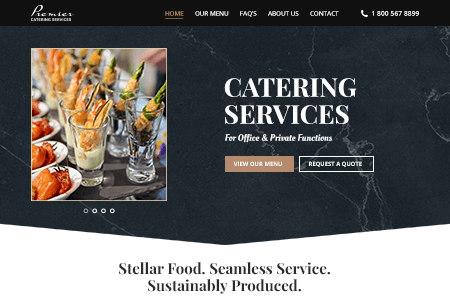 Premier
CATERING SERVICES
HOME
OUR MENU
FAQ'S
ABOUT US
CONTACT
1 800 567 8899
CATERING
SERVICES
For Office & Private Functions
VIEW OUR MENU
REQUEST A QUOTE
Stellar Food. Seamless Service.
Sustainably Produced.